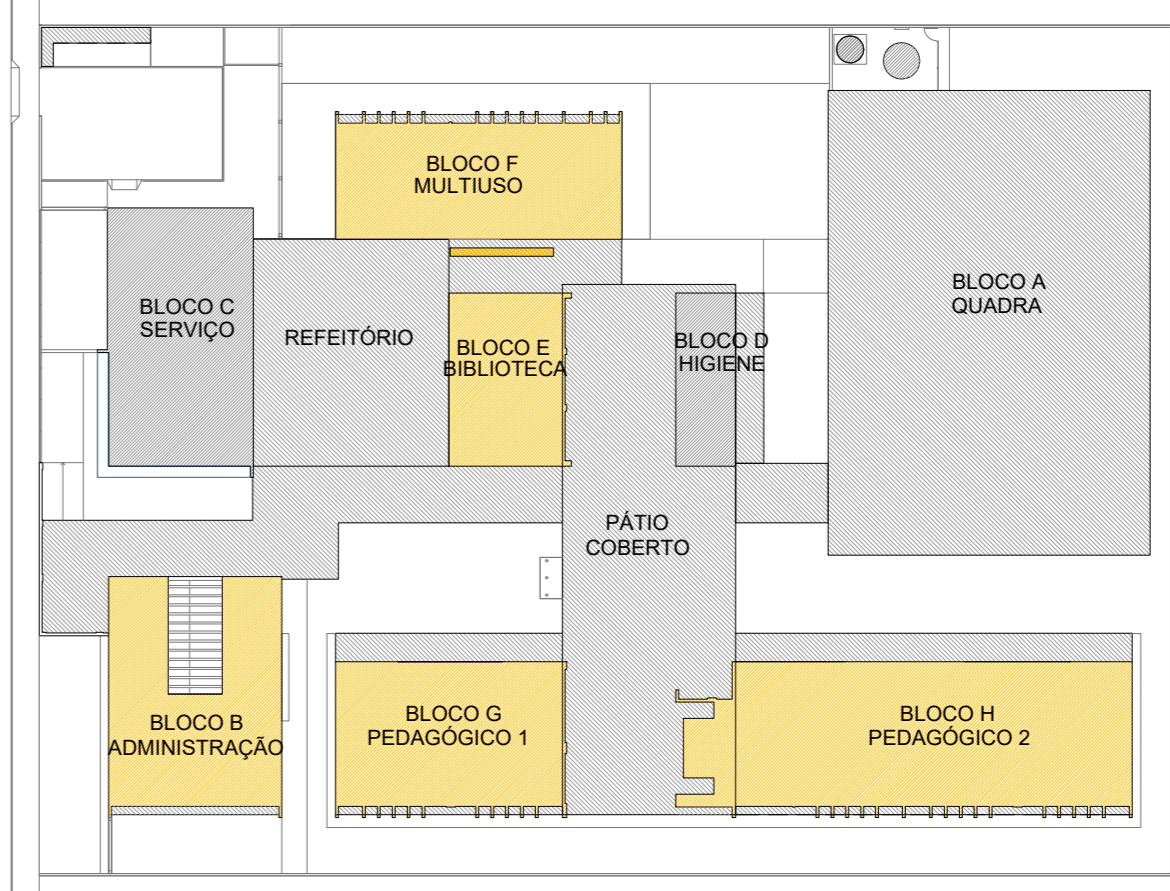 BLOCO F
MULTIUSO
BLOCO A
QUADRA
BLOCO C
SERVIÇO
REFEITÓRIO
BLOCO E
BIBLIOTECA
BLOCO D
HIGIENE
PÁTIO
COBERTO
BLOCO B
ADMINISTRAÇÃO
BLOCO G
PEDAGÓGICO 1
BLOCO H
PEDAGÓGICO 2